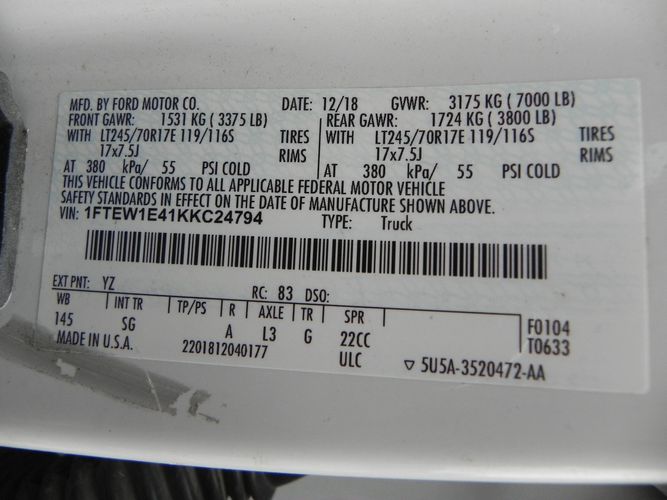 MFD. BY FORD MOTOR CO. DATE: 12/18 GVWR: 3175 KG ( 7000 LB)
FRONT GAWR: 1531 KG ( 3375 LB) REAR GAWR: 1724 KG ( 3800 LB)
WITH LT245/70R17E 119/116S TIRES WITH LT245/70R17E 119/116S TIRES
17x7.5J RIMS 17x7.5J RIMS
AT 380 kPa/ 55 PSI COLD AT 380 kPa/ 55 PSI COLD
THIS VEHICLE CONFORMS TO ALL APPLICABLE FEDERAL MOTOR VEHICLE
SAFETY STANDARDS IN EFFECT ON THE DATE OF MANUFACTURE SHOWN ABOVE.
VIN: 1FTEW1E41KKC24794 TYPE: Truck
EXT PNT: YZ RC: 83 DSO:
WB INT TR TP/PS R AXLE TR SPR F0104
145 SG A L3 G 22CC T0633
MADE IN U.S.A. 2201812040177 ULC ▽ 5U5A-3520472-AA